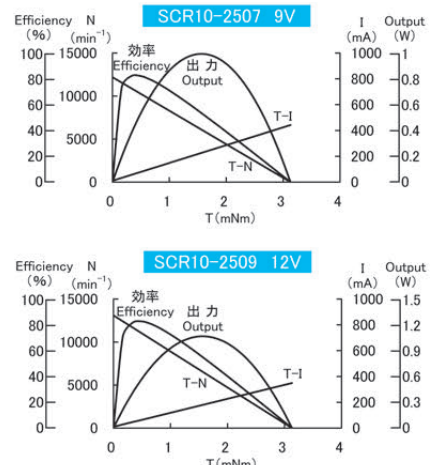 SCR10-2507 9V
Efficiency N
(%) (min⁻¹)
I Output
(mA) (W)
効率
Efficiency
出力
Output
100 15000 1000 1
80 800 0.8
60 10000 600 0.6
40 5000 400 0.4
20 200 0.2
0 0 0 0
T-I
T-N
0 1 2 3 4
T(mNm)
SCR10-2509 12V
Efficiency N
(%) (min⁻¹)
I Output
(mA) (W)
効率
Efficiency
出力
Output
100 15000 1000 1.5
80 800 1.2
60 10000 600 0.9
40 5000 400 0.6
20 200 0.3
0 0 0 0
T-N
T-I
0 1 2 3 4
T(mNm)